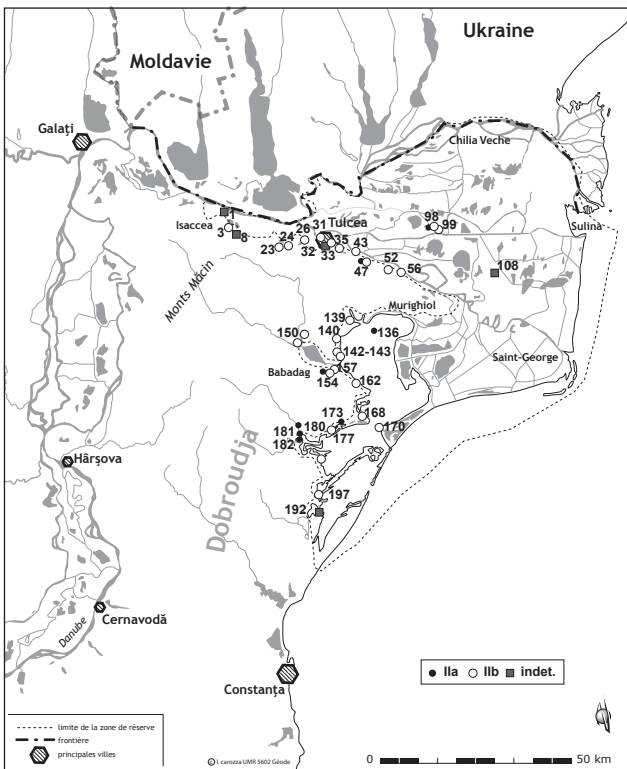 Ukraine
Moldavie
Galaţi
Chilia Veche
Isaccea
1
3
8
Tulcea
31
26
24
23
32
33
35
43
47
52
56
98
99
Sulina
108
Monts Măcin
Murighiol
139
136
140
150
142-143
Saint-George
Babadag
157
154
162
173
168
181
180
170
182
177
Hârşova
Dobroudja
197
192
Cernavodă
Danube
Constanţa
IIa IIb indet.
limite de la zone de réserve
frontière
principales villes
© l. carozza UMR 5602 Géode
0 50 km